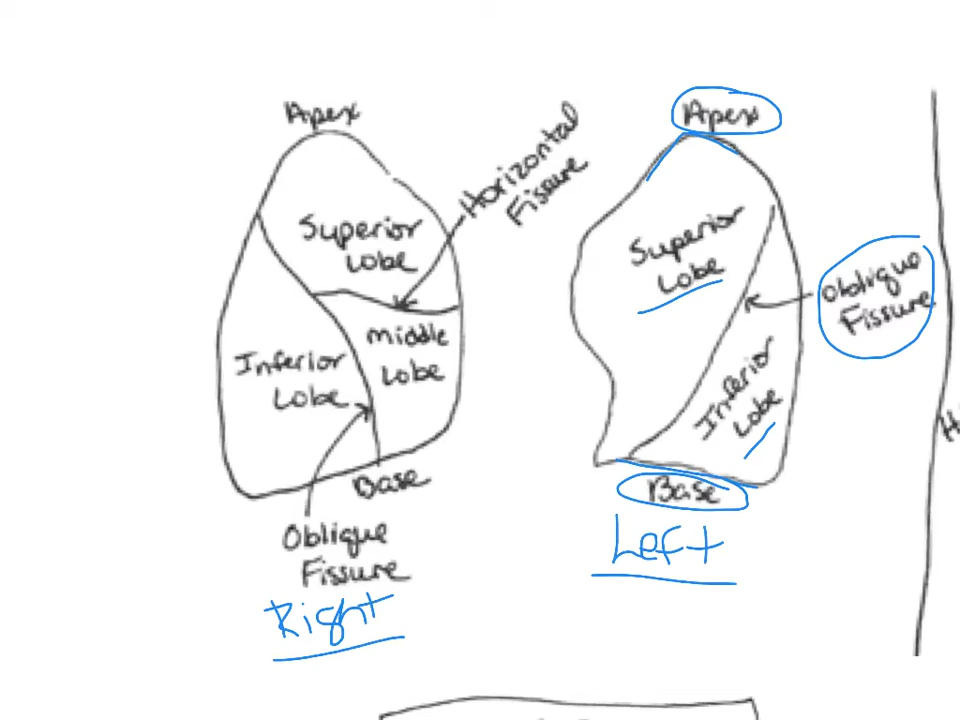 Apex
Horizontal
Fissure
Superior
Lobe
middle
Lobe
Inferior
Lobe
Base
Oblique
Fissure
Right
Apex
Superior
Lobe
Oblique
Fissure
Inferior
Lobe
Base
Left